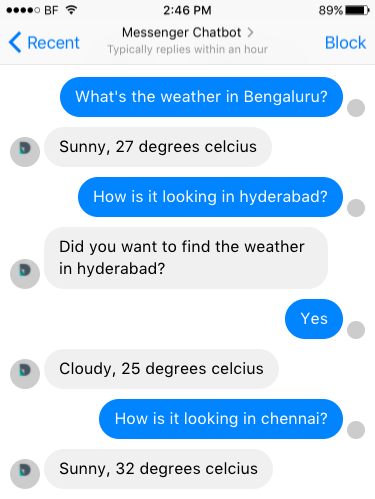 BF 2:46 PM 89%
Recent Messenger Chatbot Block
Typically replies within an hour
What's the weather in Bengaluru?
Sunny, 27 degrees celcius
How is it looking in hyderabad?
Did you want to find the weather
in hyderabad?
Yes
Cloudy, 25 degrees celcius
How is it looking in chennai?
Sunny, 32 degrees celcius